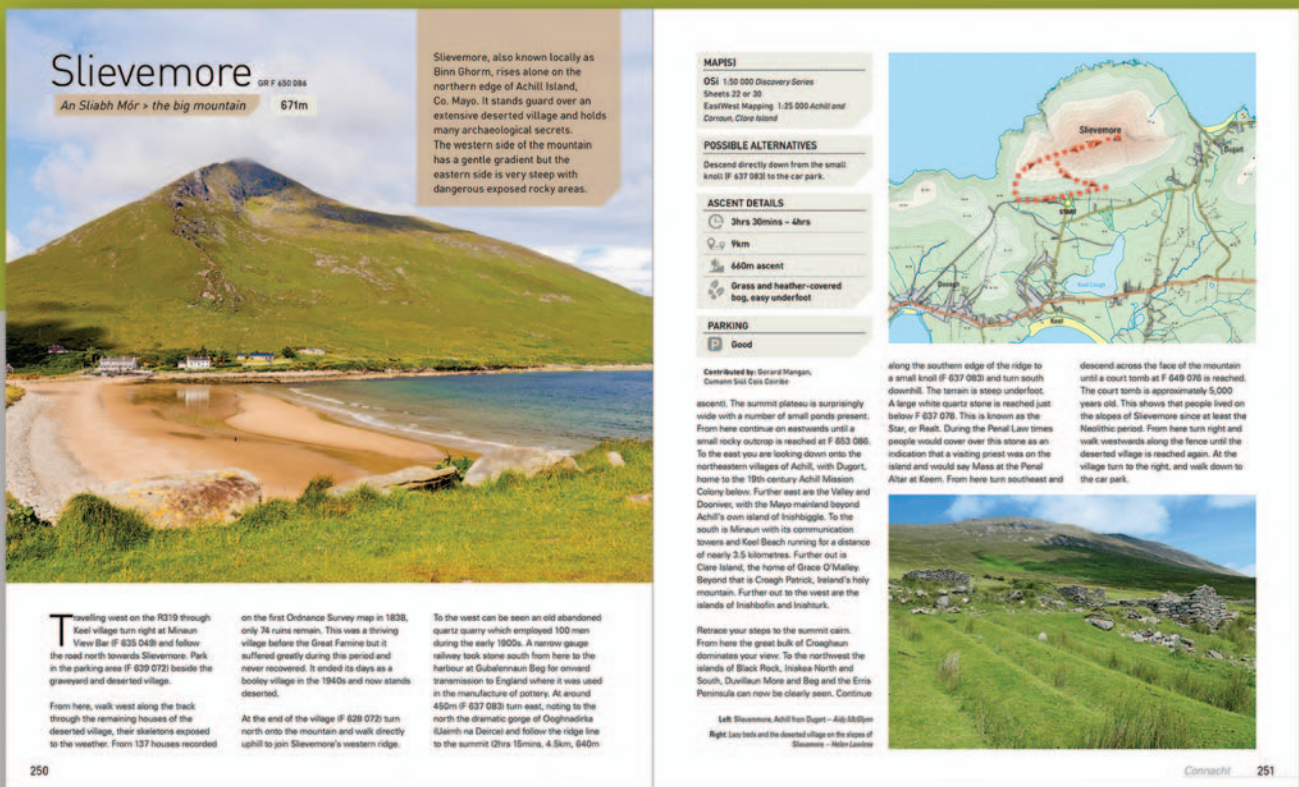 Slievemore GR F 650 086
An Sliabh Mór > the big mountain 671m
Slievemore, also known locally as
Binn Ghorm, rises alone on the
northern edge of Achill Island,
Co. Mayo. It stands guard over an
extensive deserted village and holds
many archaeological secrets.
The western side of the mountain
has a gentle gradient but the
eastern side is very steep with
dangerous exposed rocky areas.
Travelling west on the R319 through
Keel village turn right at Minaun
View Bar (F 635 049) and follow
the road north towards Slievemore. Park
in the parking area (F 639 072) beside the
graveyard and deserted village.
From here, walk west along the track
through the remaining houses of the
deserted village, their skeletons exposed
to the weather. From 137 houses recorded
on the first Ordnance Survey map in 1838,
only 74 ruins remain. This was a thriving
village before the Great Famine but it
suffered greatly during this period and
never recovered. It ended its days as a
booley village in the 1940s and now stands
deserted.
At the end of the village (F 628 072) turn
north onto the mountain and walk directly
uphill to join Slievemore's western ridge.
To the west can be seen an old abandoned
quartz quarry which employed 100 men
during the early 1900s. A narrow gauge
railway took stone south from here to the
harbour at Gubalennaun Beg for onward
transmission to England where it was used
in the manufacture of pottery. At around
450m (F 637 083) turn east, noting to the
north the dramatic gorge of Ooghnadirka
(Uaimh na Deirce) and follow the ridge line
to the summit (2hrs 15mins, 4.5km, 640m
250
MAP(S)
OSi 1:50 000 Discovery Series
Sheets 22 or 30
EastWest Mapping 1:25 000 Achill and
Corraun, Clare Island
POSSIBLE ALTERNATIVES
Descend directly down from the small
knoll (F 637 083) to the car park.
ASCENT DETAILS
3hrs 30mins – 4hrs
9km
660m ascent
Grass and heather-covered
bog, easy underfoot
PARKING
P Good
Contributed by: Gerard Mangan,
Cumann Siúl Cois Coiribe
ascent). The summit plateau is surprisingly
wide with a number of small ponds present.
From here continue on eastwards until a
small rocky outcrop is reached at F 653 086.
To the east you are looking down onto the
northeastern villages of Achill, with Dugort,
home to the 19th century Achill Mission
Colony below. Further east are the Valley and
Dooniver, with the Mayo mainland beyond
Achill's own island of Inishbiggle. To the
south is Minaun with its communication
towers and Keel Beach running for a distance
of nearly 3.5 kilometres. Further out is
Clare Island, the home of Grace O'Malley.
Beyond that is Croagh Patrick, Ireland's holy
mountain. Further out to the west are the
islands of Inishbofin and Inishturk.
Retrace your steps to the summit cairn.
From here the great bulk of Croaghaun
dominates your view. To the northwest the
islands of Black Rock, Iniskea North and
South, Duvillaun More and Beg and the Erris
Peninsula can now be clearly seen. Continue
Left: Slievemore, Achill from Dugort – Aidy McGlynn
Right: Lazy beds and the deserted village on the slopes of
Slievemore – Helen Lawless
Slievemore
Dugort
START
Dooagh
Keel Lough
Keel
along the southern edge of the ridge to
a small knoll (F 637 083) and turn south
downhill. The terrain is steep underfoot.
A large white quartz stone is reached just
below F 637 078. This is known as the
Star, or Realt. During the Penal Law times
people would cover over this stone as an
indication that a visiting priest was on the
island and would say Mass at the Penal
Altar at Keem. From here turn southeast and
descend across the face of the mountain
until a court tomb at F 649 076 is reached.
The court tomb is approximately 5,000
years old. This shows that people lived on
the slopes of Slievemore since at least the
Neolithic period. From here turn right and
walk westwards along the fence until the
deserted village is reached again. At the
village turn to the right, and walk down to
the car park.
Connacht 251